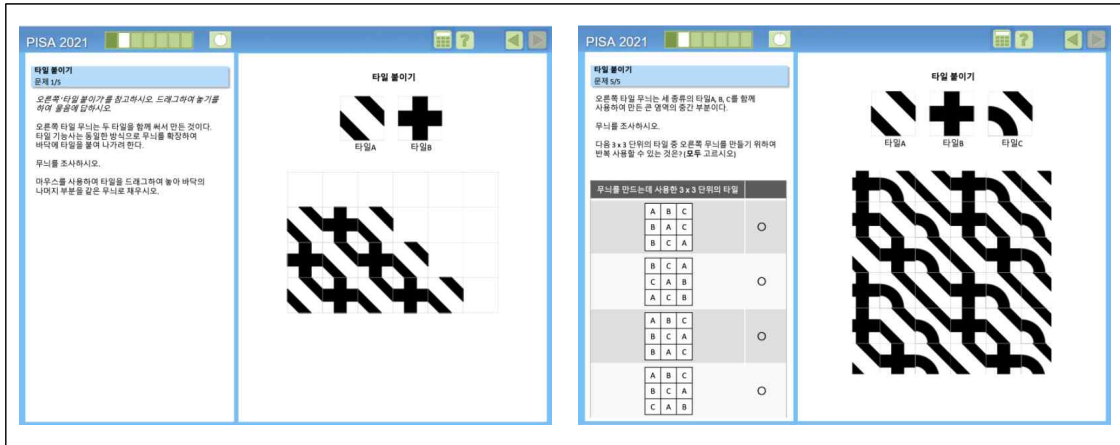 PISA 2021
?
타일 붙이기
문제 1/5
오른쪽 '타일 붙이기'를 참고하시오. 드래그하여 놓기를
하여 물음에 답하시오.
오른쪽 타일 무늬는 두 타일을 함께 써서 만든 것이다.
타일 기능사는 동일한 방식으로 무늬를 확장하여
바닥에 타일을 붙여 나가려 한다.
무늬를 조사하시오.
마우스를 사용하여 타일을 드래그하여 놓아 바닥의
나머지 부분을 같은 무늬로 채우시오.
타일 붙이기
타일A 타일B
PISA 2021
?
타일 붙이기
문제 5/5
오른쪽 타일 무늬는 세 종류의 타일A, B, C를 함께
사용하여 만든 큰 영역의 중간 부분이다.
무늬를 조사하시오.
다음 3 x 3 단위의 타일 중 오른쪽 무늬를 만들기 위하여
반복 사용할 수 있는 것은? (모두 고르시오)
무늬를 만드는데 사용한 3 x 3 단위의 타일
A B C
B A C
B C A
B C A
C A B
A C B
A B C
B C A
B A C
A B C
B C A
C A B
타일 붙이기
타일A 타일B 타일C